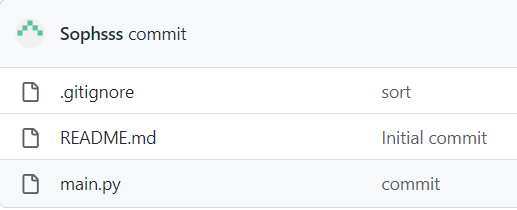 Sophsss commit
.gitignore sort
README.md Initial commit
main.py commit